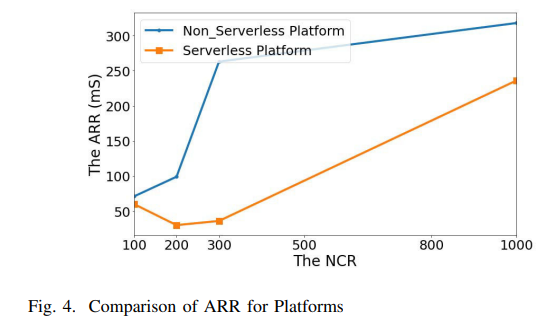 Non_Serverless Platform
Serverless Platform
The ARR (mS)
300
250
200
150
100
50
100 200 300 500 800 1000
The NCR
Fig. 4. Comparison of ARR for Platforms